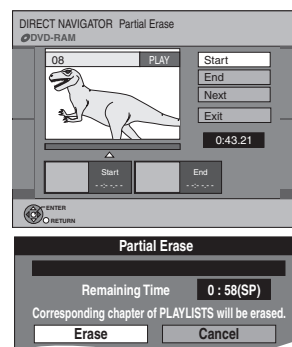 DIRECT NAVIGATOR Partial Erase
DVD-RAM
08 PLAY
Start
End
Next
Exit
0:43.21
Start End
- -:- -.- - - -:- -.- -
ENTER
RETURN
Partial Erase
Remaining Time 0 : 58(SP)
Corresponding chapter of PLAYLISTS will be erased.
Erase Cancel